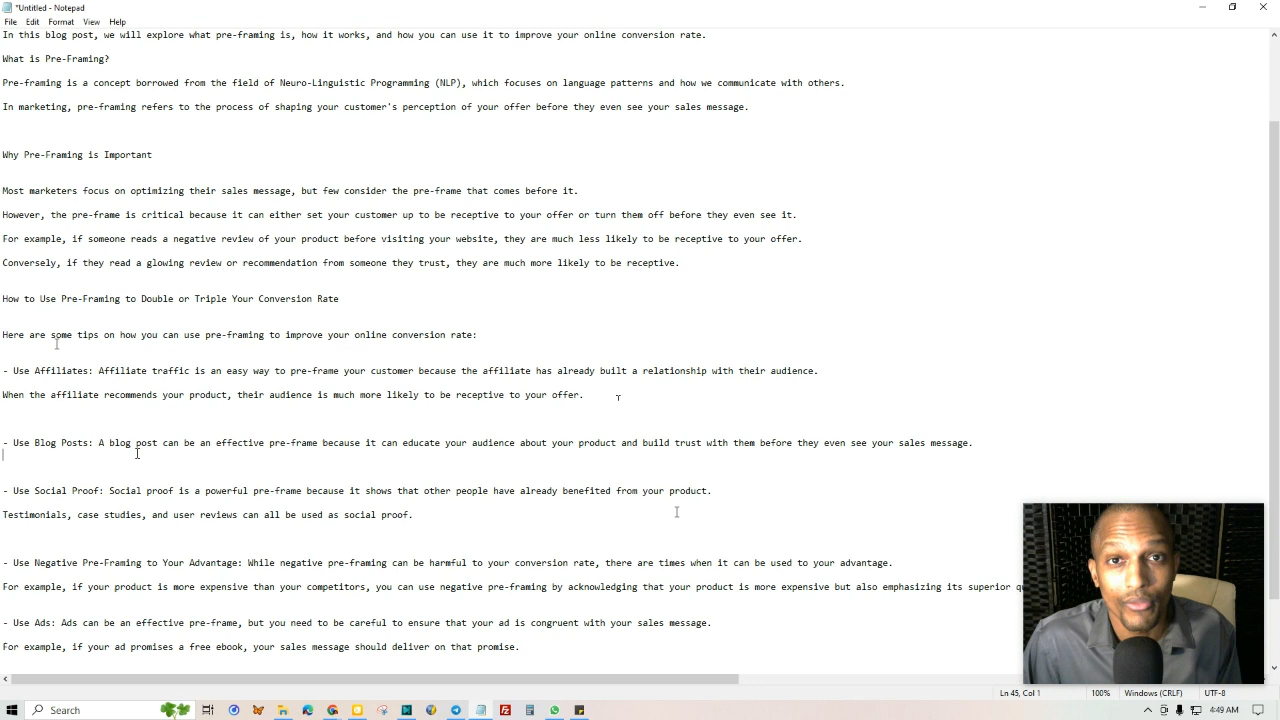 *Untitled - Notepad
File Edit Format View Help
In this blog post, we will explore what pre-framing is, how it works, and how you can use it to improve your online conversion rate.
What is Pre-Framing?
Pre-framing is a concept borrowed from the field of Neuro-Linguistic Programming (NLP), which focuses on language patterns and how we communicate with others.
In marketing, pre-framing refers to the process of shaping your customer's perception of your offer before they even see your sales message.
Why Pre-Framing is Important
Most marketers focus on optimizing their sales message, but few consider the pre-frame that comes before it.
However, the pre-frame is critical because it can either set your customer up to be receptive to your offer or turn them off before they even see it.
For example, if someone reads a negative review of your product before visiting your website, they are much less likely to be receptive to your offer.
Conversely, if they read a glowing review or recommendation from someone they trust, they are much more likely to be receptive.
How to Use Pre-Framing to Double or Triple Your Conversion Rate
Here are some tips on how you can use pre-framing to improve your online conversion rate:
- Use Affiliates: Affiliate traffic is an easy way to pre-frame your customer because the affiliate has already built a relationship with their audience.
When the affiliate recommends your product, their audience is much more likely to be receptive to your offer.
- Use Blog Posts: A blog post can be an effective pre-frame because it can educate your audience about your product and build trust with them before they even see your sales message.
- Use Social Proof: Social proof is a powerful pre-frame because it shows that other people have already benefited from your product.
Testimonials, case studies, and user reviews can all be used as social proof.
- Use Negative Pre-Framing to Your Advantage: While negative pre-framing can be harmful to your conversion rate, there are times when it can be used to your advantage.
For example, if your product is more expensive than your competitors, you can use negative pre-framing by acknowledging that your product is more expensive but also emphasizing its superior
- Use Ads: Ads can be an effective pre-frame, but you need to be careful to ensure that your ad is congruent with your sales message.
For example, if your ad promises a free ebook, your sales message should deliver on that promise.
Ln 45, Col 1 100% Windows (CRLF) UTF-8
Search 4:49 AM